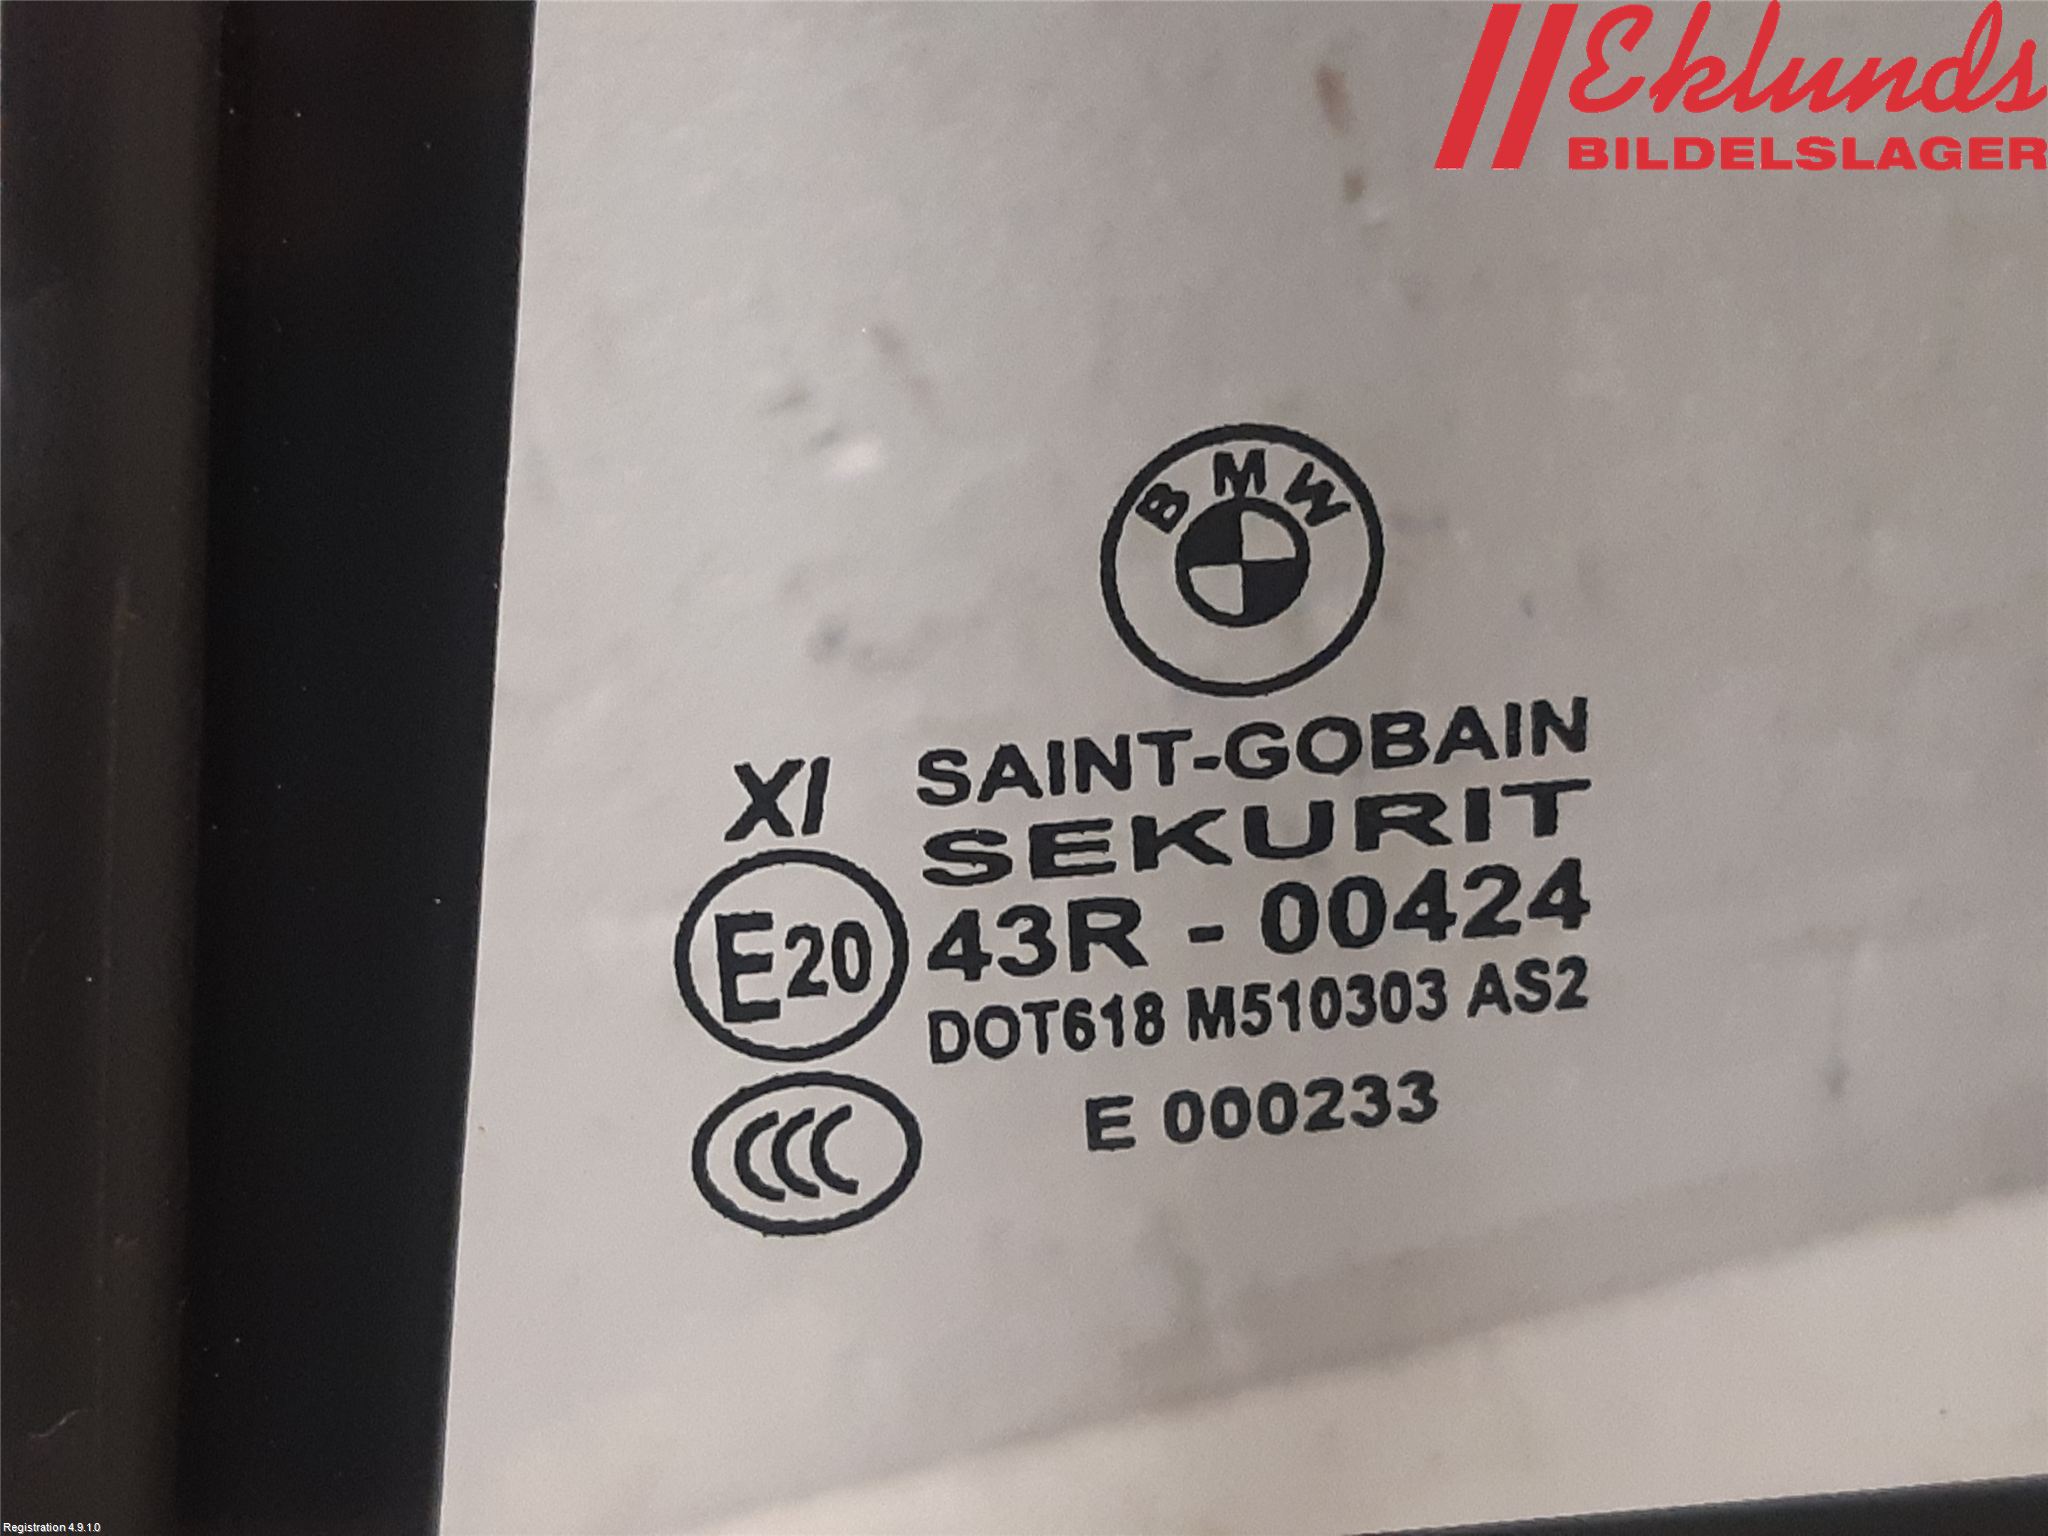 Eklunds
BILDELSLAGER
BMW
XI
SAINT-GOBAIN
SEKURIT
E20
43R - 00424
DOT618 M510303 AS2
CCC
E 000233
Registration 4.9.1.0